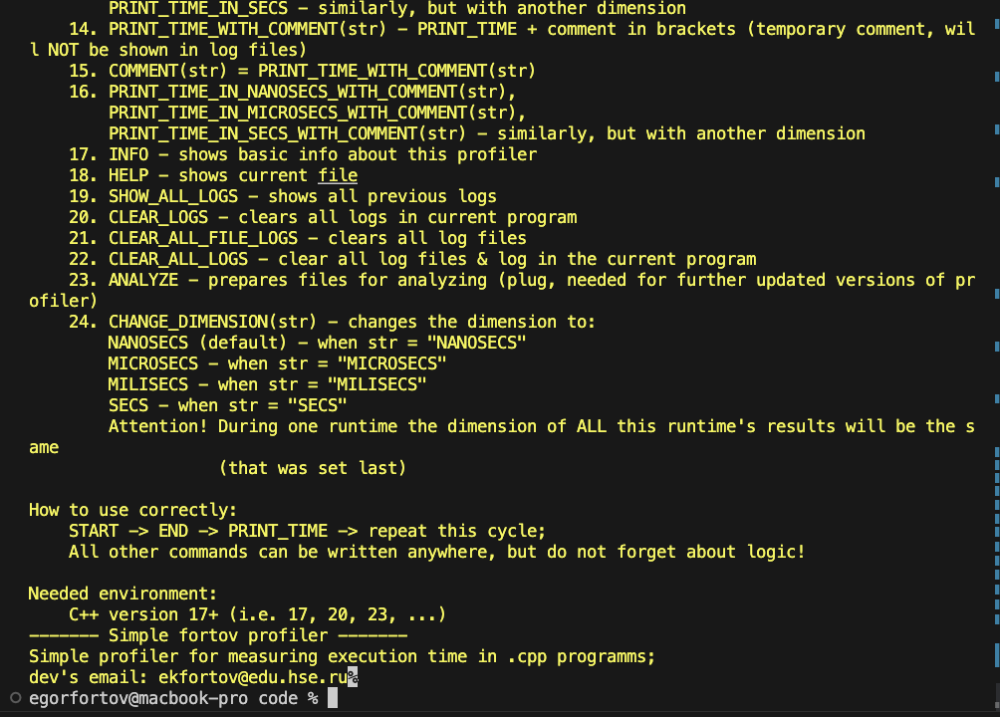 PRINT_TIME_IN_SECS – similarly, but with another dimension
14. PRINT_TIME_WITH_COMMENT(str) – PRINT_TIME + comment in brackets (temporary comment, wil
l NOT be shown in log files)
15. COMMENT(str) = PRINT_TIME_WITH_COMMENT(str)
16. PRINT_TIME_IN_NANOSECS_WITH_COMMENT(str),
PRINT_TIME_IN_MICROSECS_WITH_COMMENT(str),
PRINT_TIME_IN_SECS_WITH_COMMENT(str) – similarly, but with another dimension
17. INFO – shows basic info about this profiler
18. HELP – shows current file
19. SHOW_ALL_LOGS – shows all previous logs
20. CLEAR_LOGS – clears all logs in current program
21. CLEAR_ALL_FILE_LOGS – clears all log files
22. CLEAR_ALL_LOGS – clear all log files & log in the current program
23. ANALYZE – prepares files for analyzing (plug, needed for further updated versions of pr
ofiler)
24. CHANGE_DIMENSION(str) – changes the dimension to:
NANOSECS (default) – when str = "NANOSECS"
MICROSECS – when str = "MICROSECS"
MILISECS – when str = "MILISECS"
SECS – when str = "SECS"
Attention! During one runtime the dimension of ALL this runtime's results will be the s
ame
(that was set last)
How to use correctly:
START –> END –> PRINT_TIME –> repeat this cycle;
All other commands can be written anywhere, but do not forget about logic!
Needed environment:
C++ version 17+ (i.e. 17, 20, 23, ...)
––––––– Simple fortov profiler –––––––
Simple profiler for measuring execution time in .cpp programms;
dev's email: ekfortov@edu.hse.ru%
egorfortov@macbook-pro code %